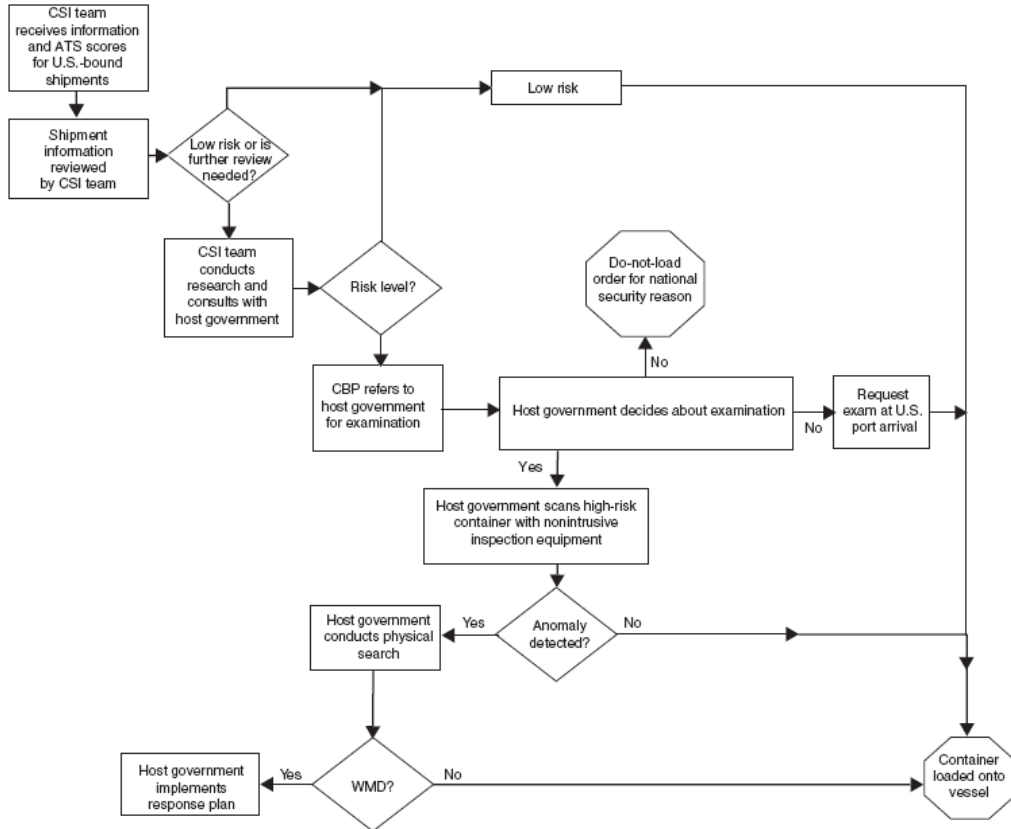 CSI team
receives information
and ATS scores
for U.S.-bound
shipments
Low risk
Shipment
information
reviewed
by CSI team
Low risk or is
further review
needed?
CSI team
conducts
research and
consults with
host government
Risk level?
Do-not-load
order for national
security reason
No
CBP refers to
host government
for examination
Host government decides about examination
No
Request
exam at U.S.
port arrival
Yes
Host government scans high-risk
container with nonintrusive
inspection equipment
Host government
conducts physical
search
Yes
Anomaly
detected?
No
Host government
implements
response plan
Yes
WMD?
No
Container
loaded onto
vessel